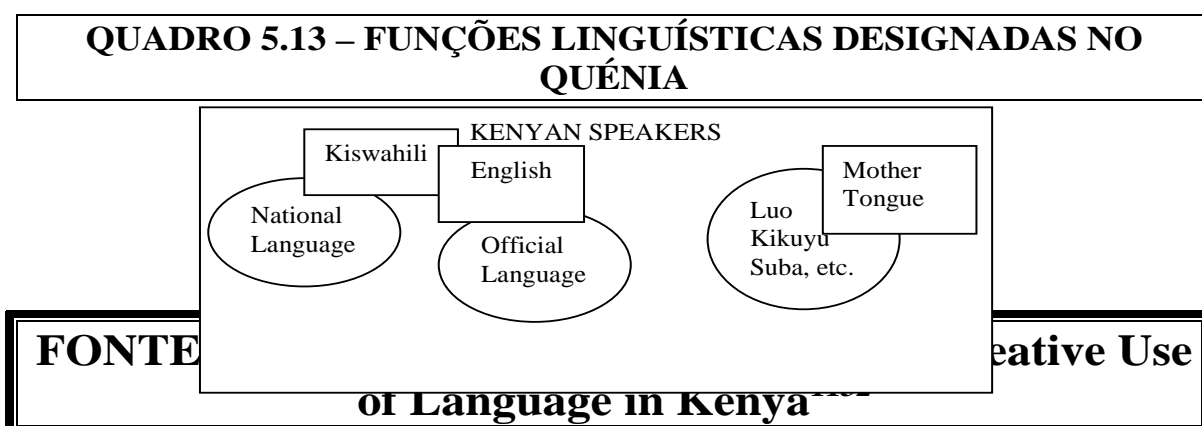 QUADRO 5.13 – FUNÇÕES LINGUÍSTICAS DESIGNADAS NO
QUÉNIA
KENYAN SPEAKERS
Kiswahili
English
National
Language
Official
Language
Mother
Tongue
Luo
Kikuyu
Suba, etc.
FONTE eative Use
of Language in Kenya